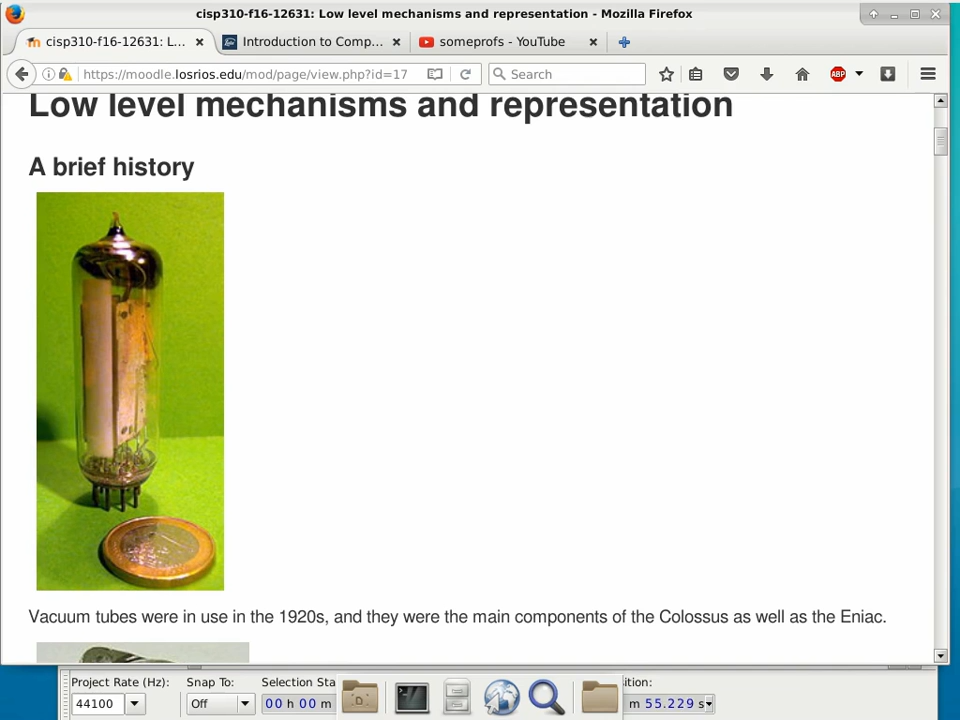 cisp310-f16-12631: Low level mechanisms and representation - Mozilla Firefox
cisp310-f16-12631: L...
Introduction to Comp...
someprofs - YouTube
https://moodle.losrios.edu/mod/page/view.php?id=17
Search
ABP
Low level mechanisms and representation
A brief history
Vacuum tubes were in use in the 1920s, and they were the main components of the Colossus as well as the Eniac.
Project Rate (Hz):
Snap To:
Selection Sta
ition:
44100
Off
00 h 00 m
m 55.229 s